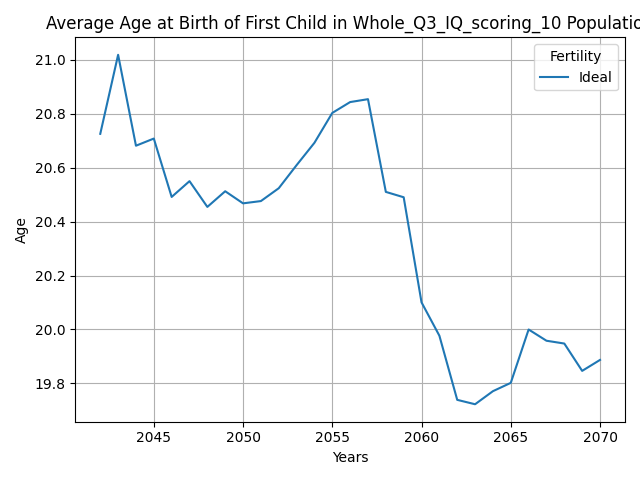 Average Age at Birth of First Child in Whole_Q3_IQ_scoring_10 Populatio
Fertility
Ideal
21.0
20.8
20.6
20.4
20.2
20.0
19.8
Age
2045 2050 2055 2060 2065 2070
Years